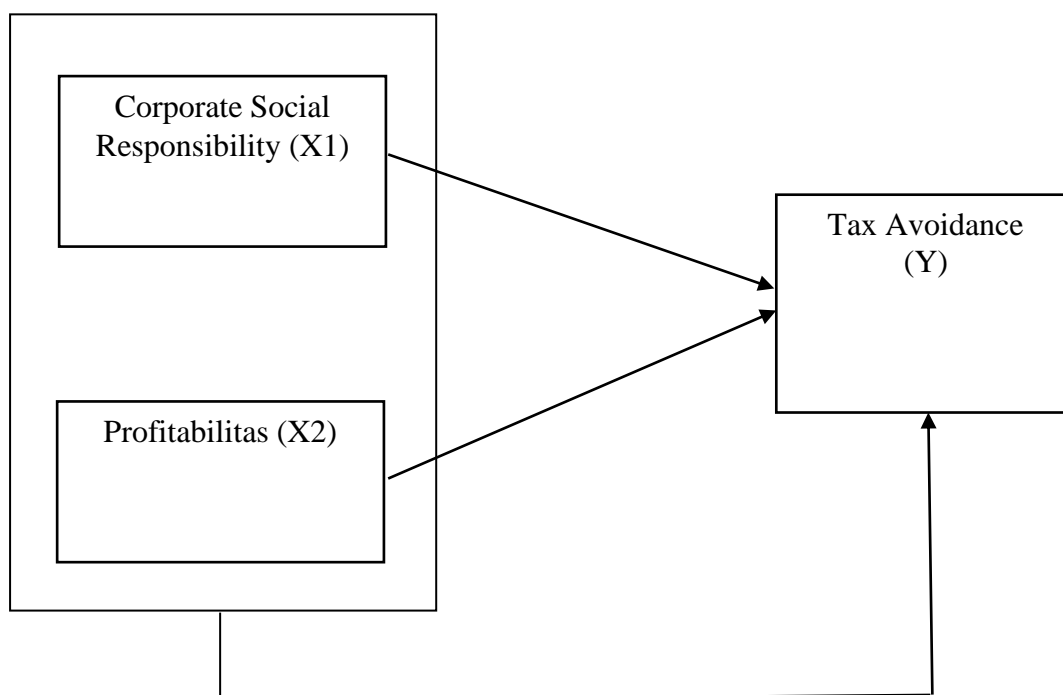 Corporate Social
Responsibility (X1)
Tax Avoidance
(Y)
Profitabilitas (X2)